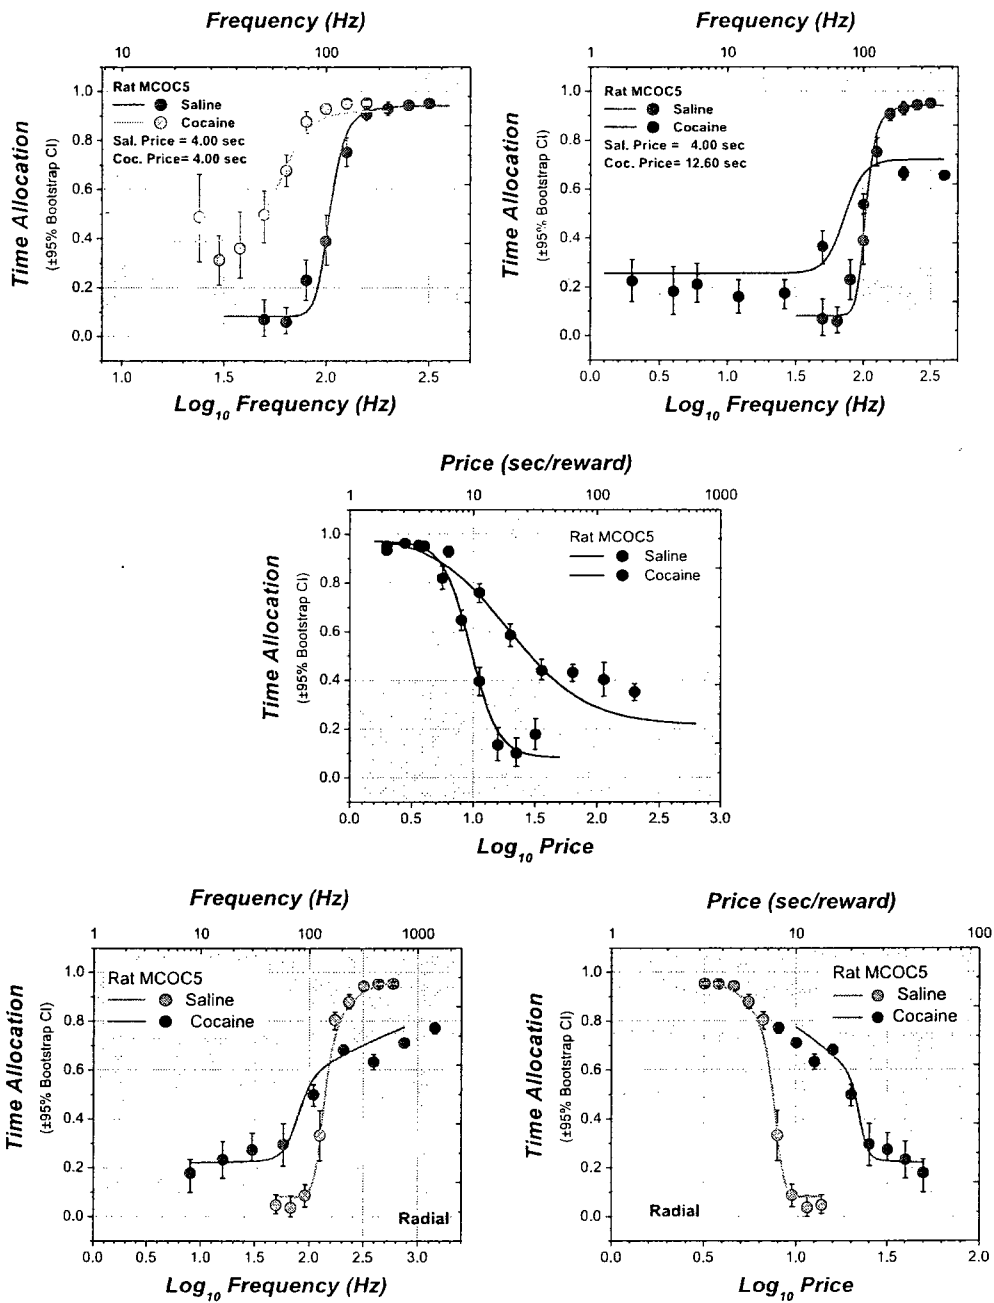 Frequency (Hz)
10 100
Rat MCOC5
Saline
Cocaine
Sal. Price = 4.00 sec
Coc. Price= 4.00 sec
Time Allocation
(±95% Bootstrap CI)
1.0
0.8
0.6
0.4
0.2
0.0
1.0 1.5 2.0 2.5
Log10 Frequency (Hz)
Frequency (Hz)
1 10 100
Rat MCOC5
Saline
Cocaine
Sal. Price = 4.00 sec
Coc. Price= 12.60 sec
Time Allocation
(±95% Bootstrap CI)
1.0
0.8
0.6
0.4
0.2
0.0
0.0 0.5 1.0 1.5 2.0 2.5
Log10 Frequency (Hz)
Price (sec/reward)
1 10 100 1000
Rat MCOC5
Saline
Cocaine
Time Allocation
(±95% Bootstrap CI)
1.0
0.8
0.6
0.4
0.2
0.0
0.0 0.5 1.0 1.5 2.0 2.5 3.0
Log10 Price
Frequency (Hz)
1 10 100 1000
Rat MCOC5
Saline
Cocaine
Time Allocation
(±95% Bootstrap CI)
1.0
0.8
0.6
0.4
0.2
0.0
Radial
0.0 0.5 1.0 1.5 2.0 2.5 3.0
Log10 Frequency (Hz)
Price (sec/reward)
1 10 100
Rat MCOC5
Saline
Cocaine
Time Allocation
(±95% Bootstrap CI)
1.0
0.8
0.6
0.4
0.2
0.0
Radial
0.0 0.5 1.0 1.5 2.0
Log10 Price